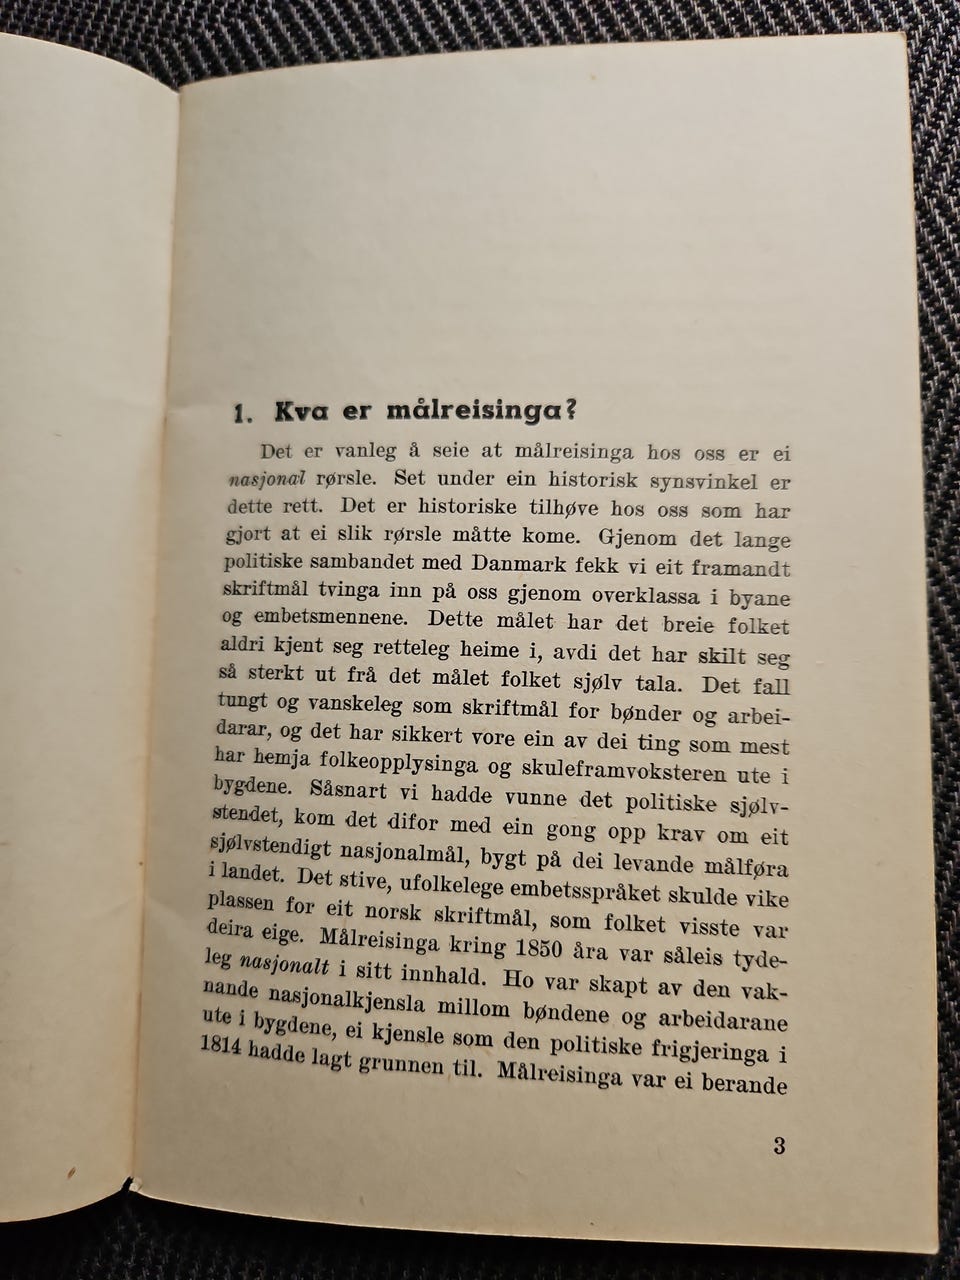 1. Kva er målreisinga?
Det er vanleg å seie at målreisinga hos oss er ei
nasjonal rørsle. Set under ein historisk synsvinkel er
dette rett. Det er historiske tilhøve hos oss som har
gjort at ei slik rørsle måtte kome. Gjenom det lange
politiske sambandet med Danmark fekk vi eit framandt
skriftmål tvinga inn på oss gjenom overklassa i byane
og embetsmennene. Dette målet har det breie folket
aldri kjent seg retteleg heime i, avdi det har skilt seg
så sterkt ut frå det målet folket sjølv tala. Det fall
tungt og vanskeleg som skriftmål for bønder og arbei-
darar, og det har sikkert vore ein av dei ting som mest
har hemja folkeopplysinga og skuleframvoksteren ute i
bygdene. Såsnart vi hadde vunne det politiske sjølv-
stendet, kom det difor med ein gong opp krav om eit
sjølvstendigt nasjonalmål, bygt på dei levande målføra
i landet. Det stive, ufolkelege embetsspråket skulde vike
plassen for eit norsk skriftmål, som folket visste var
deira eige. Målreisinga kring 1850 åra var såleis tyde-
leg nasjonalt i sitt innhald. Ho var skapt av den vak-
nande nasjonalkjensla millom bøndene og arbeidarane
ute i bygdene, ei kjensle som den politiske frigjeringa i
1814 hadde lagt grunnen til. Målreisinga var ei berande
3